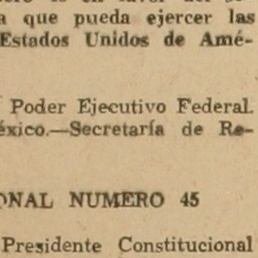 a que pueda ejercer las
Estados Unidos de Amé-
Poder Ejecutivo Federal.
éxico.—Secretaría de Re-
ONAL NUMERO 45
Presidente Constitucional